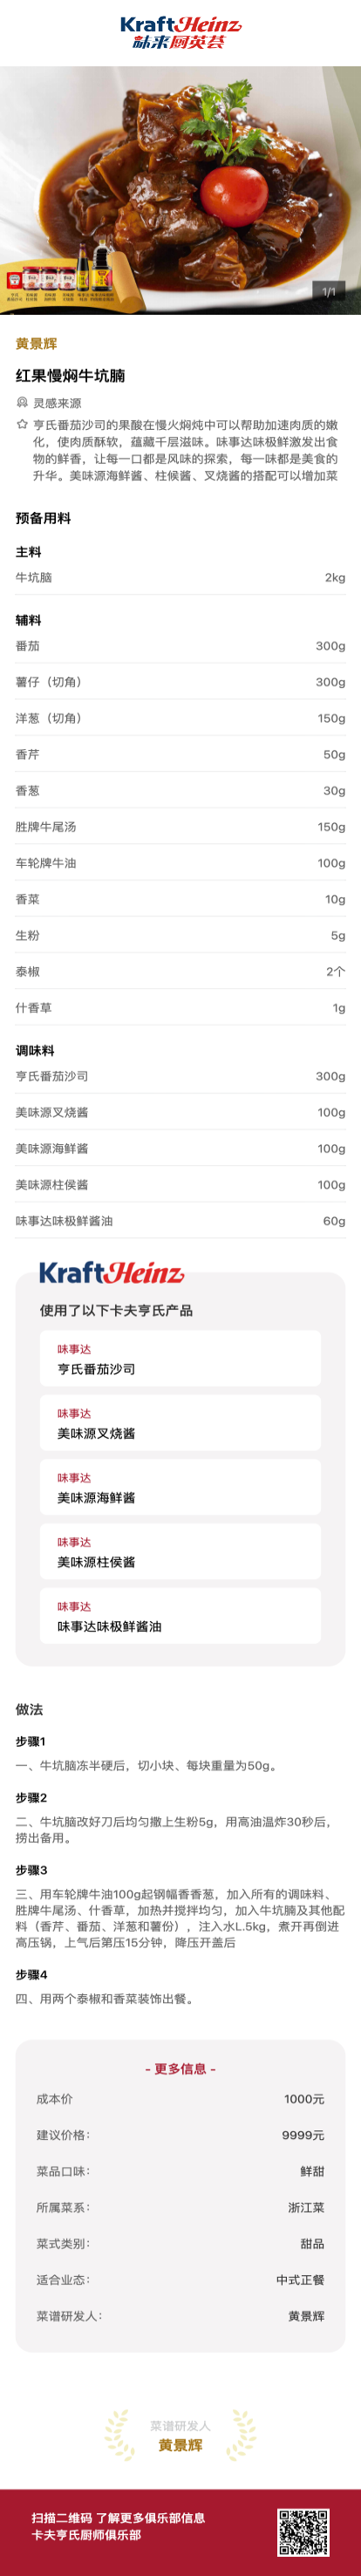 KraftHeinz
味来厨英荟
1/1
黄景辉
红果慢焖牛坑腩
灵感来源
亨氏番茄沙司的果酸在慢火焖炖中可以帮助加速肉质的嫩
化，使肉质酥软，蕴藏千层滋味。味事达味极鲜激发出食
物的鲜香，让每一口都是风味的探索，每一味都是美食的
升华。美味源海鲜酱、柱候酱、叉烧酱的搭配可以增加菜
预备用料
主料
牛坑脑 2kg
辅料
番茄 300g
薯仔（切角） 300g
洋葱（切角） 150g
香芹 50g
香葱 30g
胜牌牛尾汤 150g
车轮牌牛油 100g
香菜 10g
生粉 5g
泰椒 2个
什香草 1g
调味料
亨氏番茄沙司 300g
美味源叉烧酱 100g
美味源海鲜酱 100g
美味源柱侯酱 100g
味事达味极鲜酱油 60g
KraftHeinz
使用了以下卡夫亨氏产品
味事达
亨氏番茄沙司
味事达
美味源叉烧酱
味事达
美味源海鲜酱
味事达
美味源柱侯酱
味事达
味事达味极鲜酱油
做法
步骤1
一、牛坑脑冻半硬后，切小块、每块重量为50g。
步骤2
二、牛坑脑改好刀后均匀撒上生粉5g，用高油温炸30秒后，
捞出备用。
步骤3
三、用车轮牌牛油100g起钢幅香香葱，加入所有的调味料、
胜牌牛尾汤、什香草，加热并搅拌均匀，加入牛坑腩及其他配
料（香芹、番茄、洋葱和薯份），注入水L.5kg，煮开再倒进
高压锅，上气后第压15分钟，降压开盖后
步骤4
四、用两个泰椒和香菜装饰出餐。
- 更多信息 -
成本价 1000元
建议价格： 9999元
菜品口味： 鲜甜
所属菜系： 浙江菜
菜式类别： 甜品
适合业态： 中式正餐
菜谱研发人： 黄景辉
菜谱研发人
黄景辉
扫描二维码 了解更多俱乐部信息
卡夫亨氏厨师俱乐部